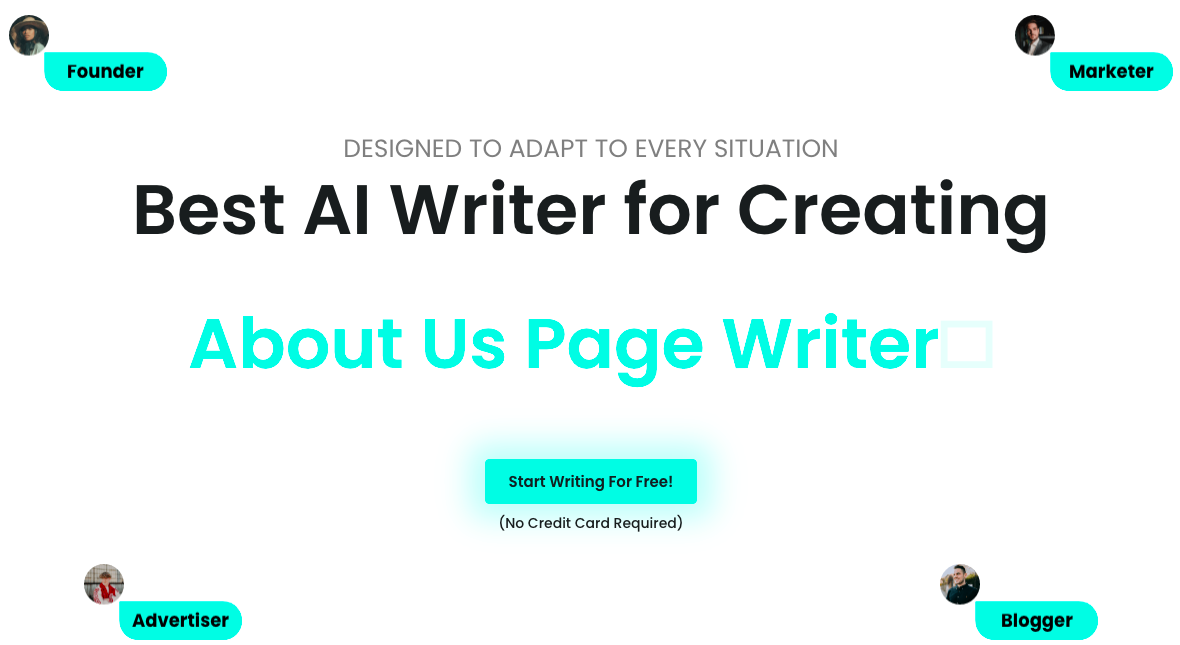 Founder
Marketer
DESIGNED TO ADAPT TO EVERY SITUATION
Best AI Writer for Creating
About Us Page Writer
Start Writing For Free!
(No Credit Card Required)
Advertiser
Blogger